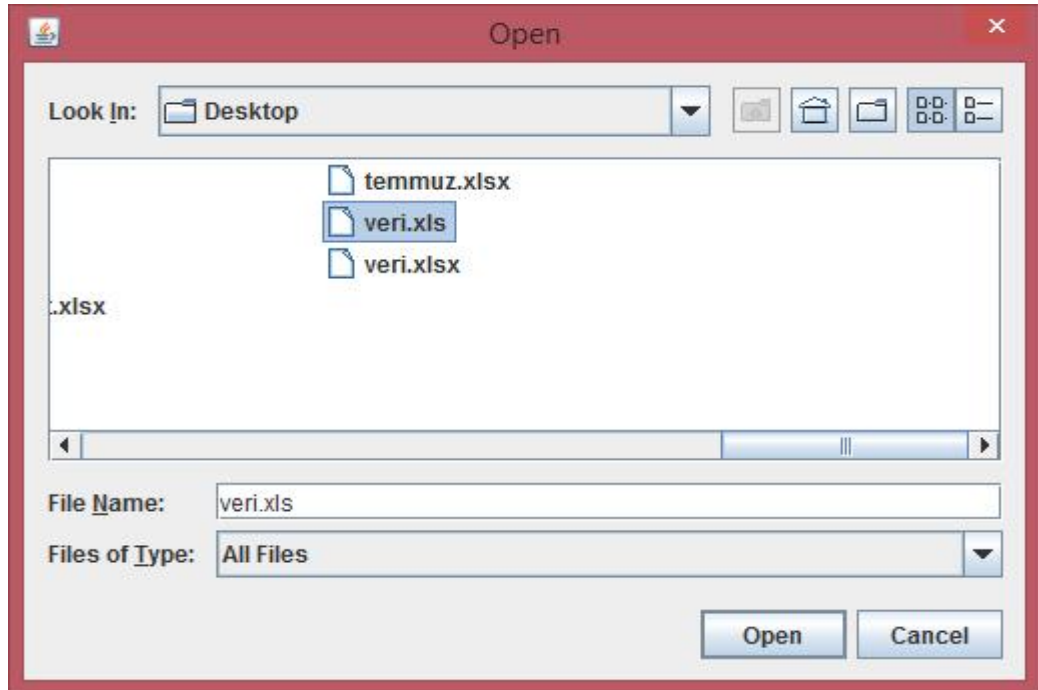 Open
Look In: Desktop
temmuz.xlsx
veri.xls
veri.xlsx
.xlsx
File Name: veri.xls
Files of Type: All Files
Open Cancel